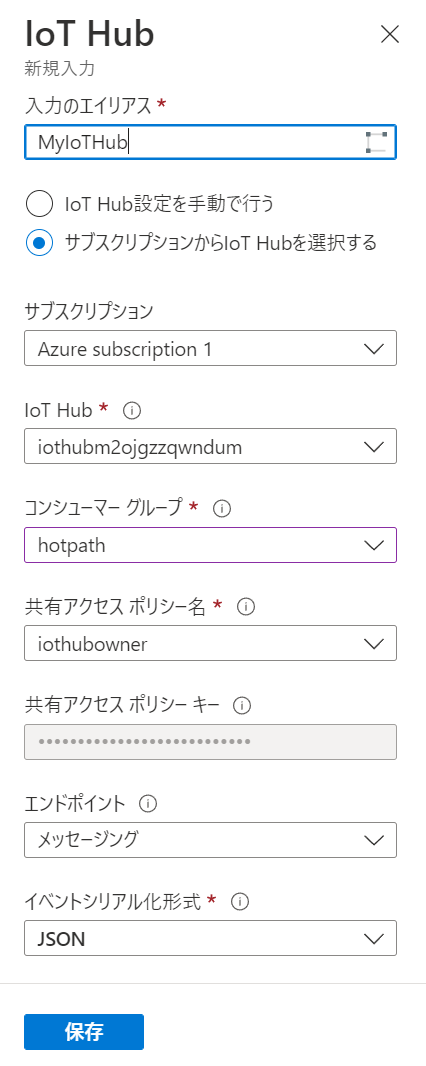 IoT Hub
新規入力
入力のエイリアス *
MyIoTHub
IoT Hub設定を手動で行う
サブスクリプションからIoT Hubを選択する
サブスクリプション
Azure subscription 1
IoT Hub *
iothubm2ojgzzqwndum
コンシューマー グループ *
hotpath
共有アクセス ポリシー名 *
iothubowner
共有アクセス ポリシー キー
•••••••••••••••••••••••••••
エンドポイント
メッセージング
イベントシリアル化形式 *
JSON
保存